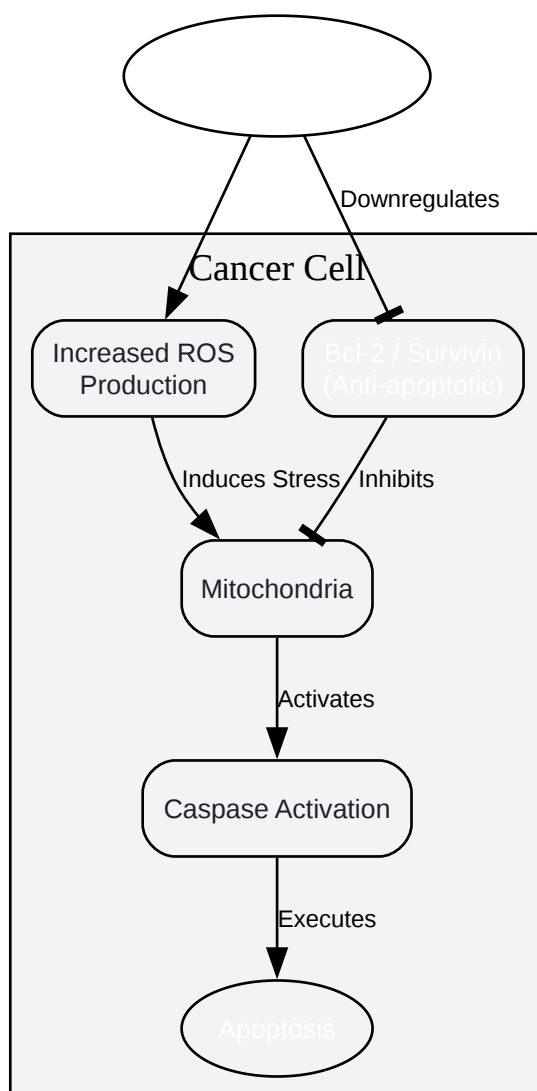 Downregulates
Cancer Cell
Increased ROS
Production
Bcl-2 / Survivin
(Anti-apoptotic)
Induces Stress
Inhibits
Mitochondria
Activates
Caspase Activation
Executes
Apoptosis